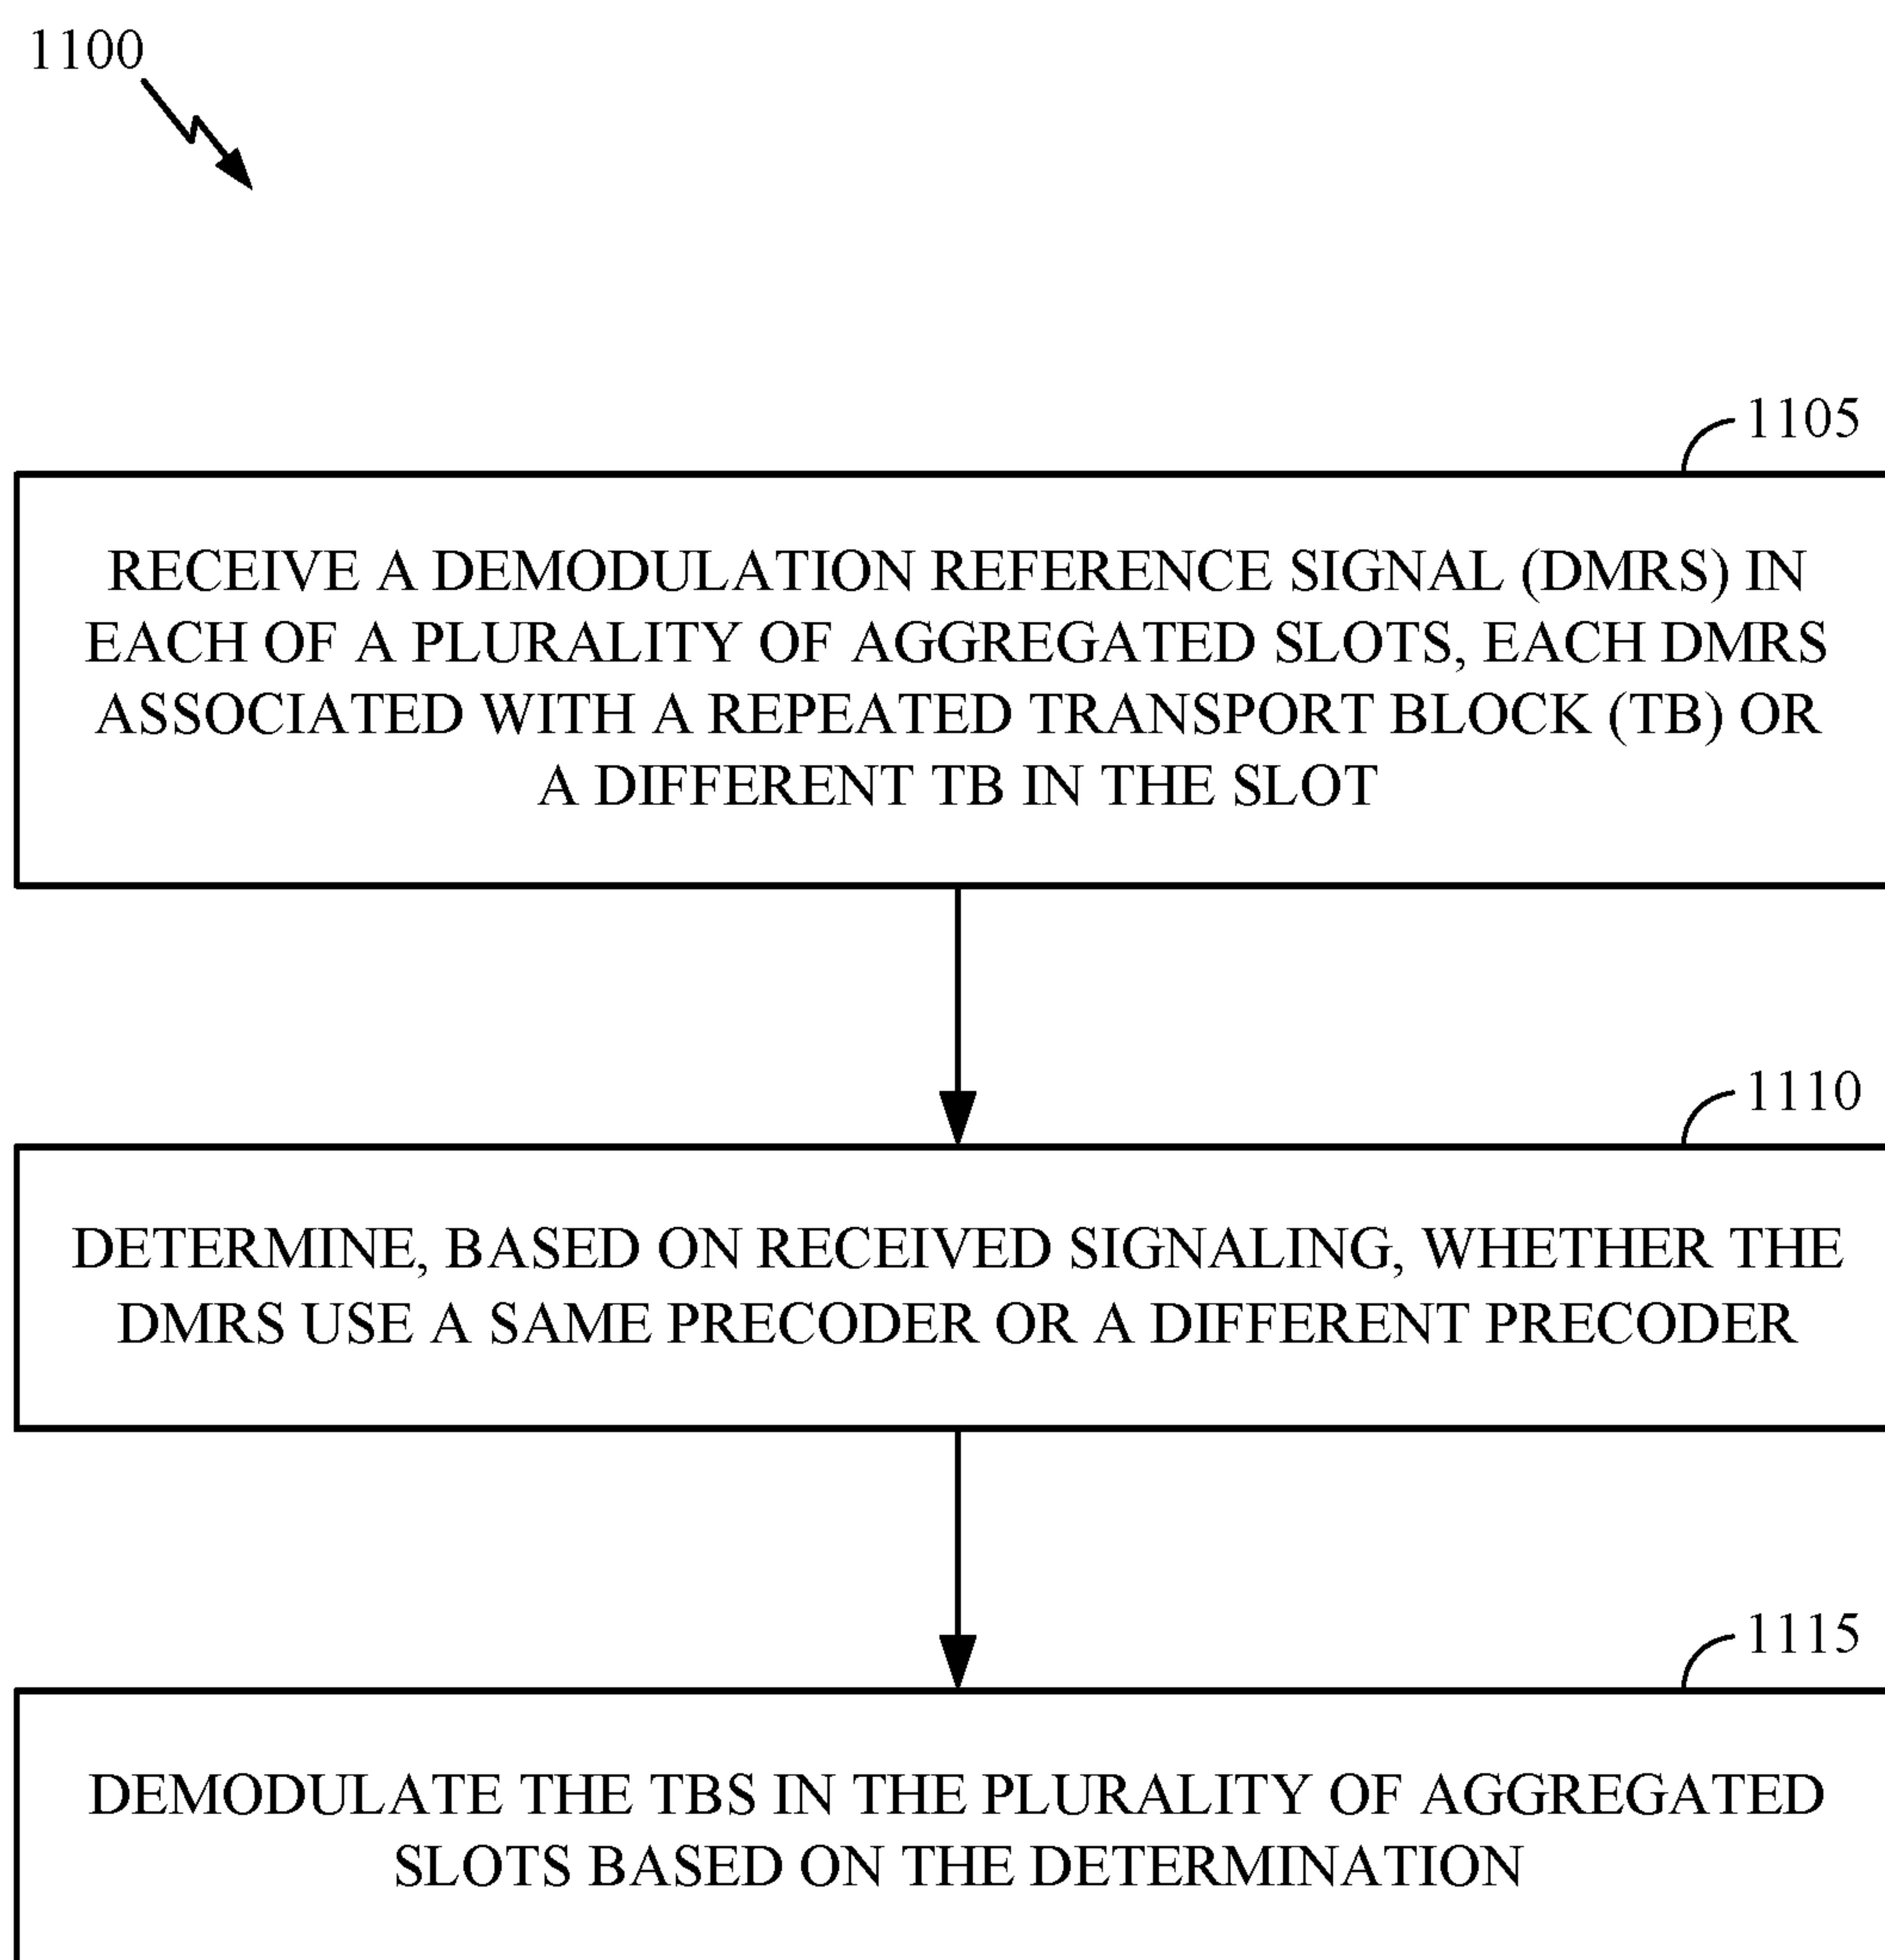 1100
1105
RECEIVE A DEMODULATION REFERENCE SIGNAL (DMRS) IN
EACH OF A PLURALITY OF AGGREGATED SLOTS, EACH DMRS
ASSOCIATED WITH A REPEATED TRANSPORT BLOCK (TB) OR
A DIFFERENT TB IN THE SLOT
1110
DETERMINE, BASED ON RECEIVED SIGNALING, WHETHER THE
DMRS USE A SAME PRECODER OR A DIFFERENT PRECODER
1115
DEMODULATE THE TBS IN THE PLURALITY OF AGGREGATED
SLOTS BASED ON THE DETERMINATION